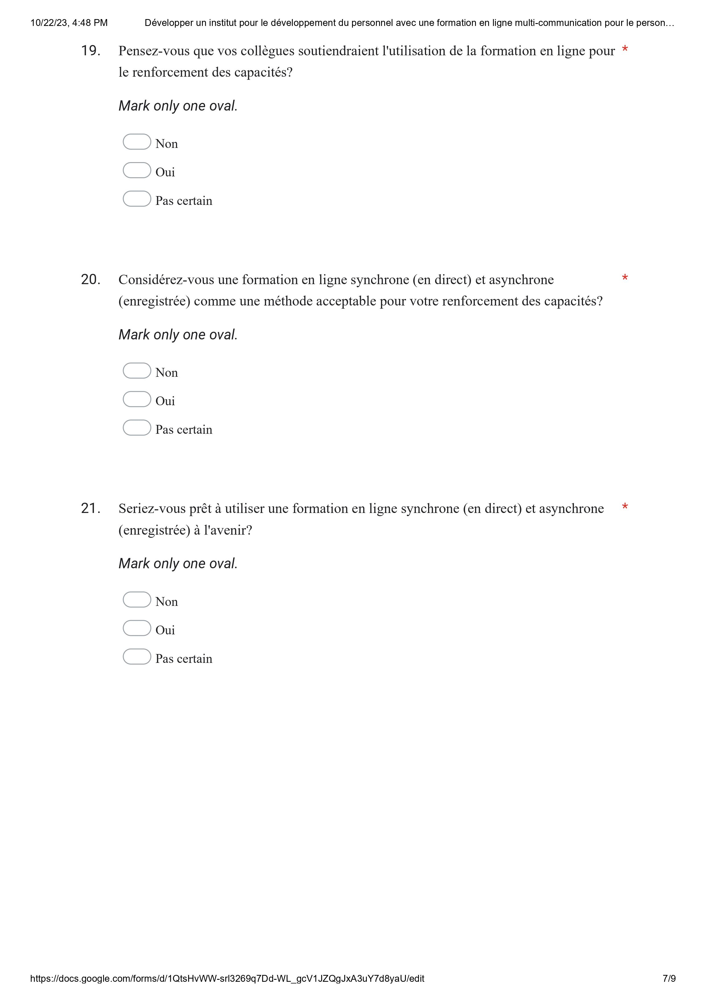 10/22/23, 4:48 PM Développer un institut pour le développement du personnel avec une formation en ligne multi-communication pour le person…
19. Pensez-vous que vos collègues soutiendraient l'utilisation de la formation en ligne pour *
le renforcement des capacités?
Mark only one oval.
Non
Oui
Pas certain
20. Considérez-vous une formation en ligne synchrone (en direct) et asynchrone *
(enregistrée) comme une méthode acceptable pour votre renforcement des capacités?
Mark only one oval.
Non
Oui
Pas certain
21. Seriez-vous prêt à utiliser une formation en ligne synchrone (en direct) et asynchrone *
(enregistrée) à l'avenir?
Mark only one oval.
Non
Oui
Pas certain
https://docs.google.com/forms/d/1QtsHvWW-srl3269q7Dd-WL_gcV1JZQgJxA3uY7d8yaU/edit 7/9